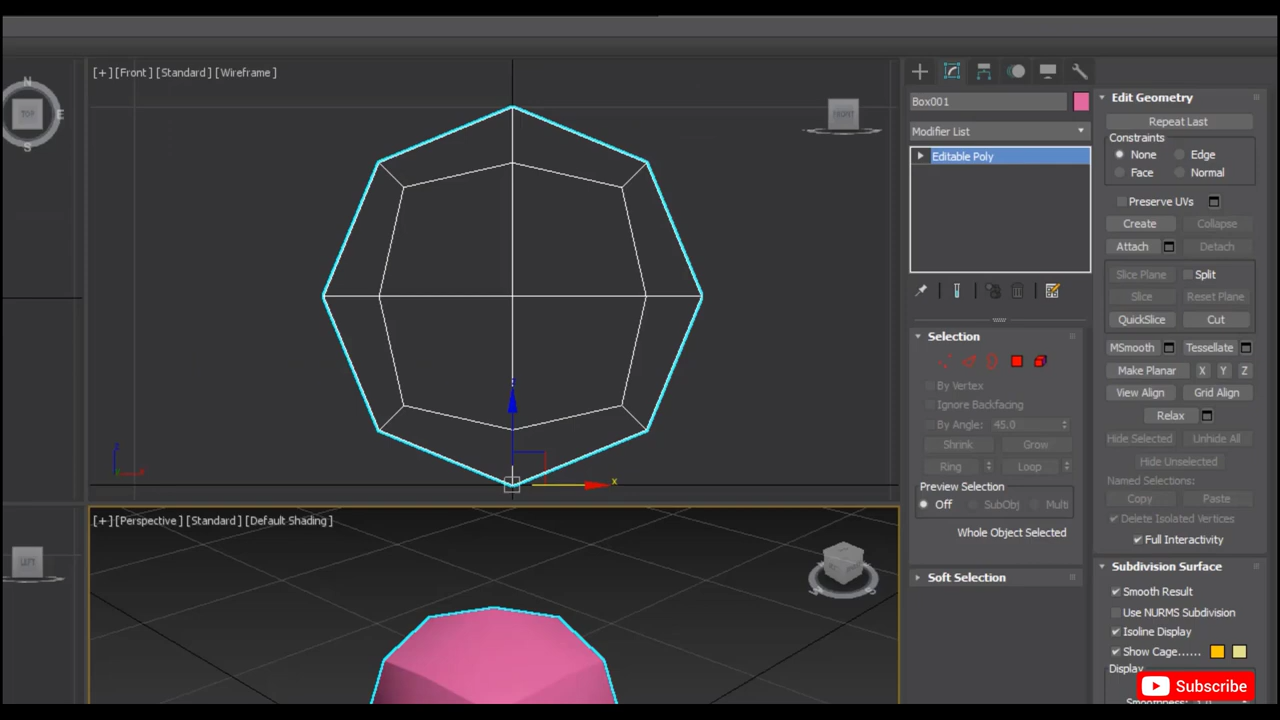 [+] [Front ] [Standard ] [Wireframe ]
N
TOP
E
S
FRONT
Box001
Modifier List
Editable Poly
Selection
By Vertex
Ignore Backfacing
By Angle: 45.0
Shrink Grow
Ring Loop
Preview Selection
Off SubObj Multi
Whole Object Selected
Soft Selection
Edit Geometry
Repeat Last
Constraints
None Edge
Face Normal
Preserve UVs
Create Collapse
Attach Detach
Slice Plane Split
Slice Reset Plane
QuickSlice Cut
MSmooth Tessellate
Make Planar X Y Z
View Align Grid Align
Relax
Hide Selected Unhide All
Hide Unselected
Named Selections:
Copy Paste
Delete Isolated Vertices
Full Interactivity
Subdivision Surface
Smooth Result
Use NURMS Subdivision
Isoline Display
Show Cage......
Display
Subscribe
z
x
[+] [Perspective ] [Standard ] [Default Shading ]
LEFT